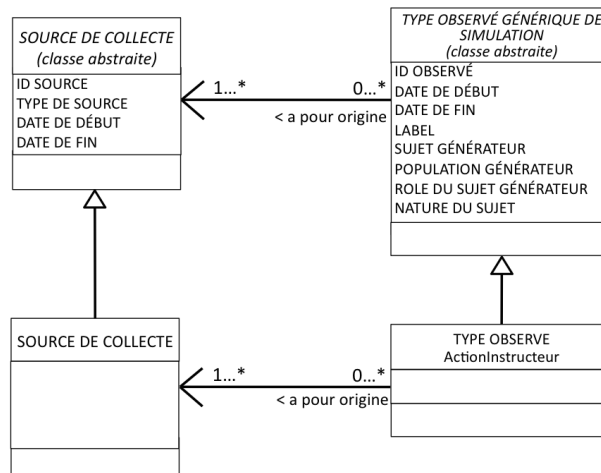 SOURCE DE COLLECTE
(classe abstraite)
ID SOURCE
TYPE DE SOURCE
DATE DE DÉBUT
DATE DE FIN
1...*
0...*
< a pour origine
TYPE OBSERVÉ GÉNÉRIQUE DE
SIMULATION
(classe abstraite)
ID OBSERVÉ
DATE DE DÉBUT
DATE DE FIN
LABEL
SUJET GÉNÉRATEUR
POPULATION GÉNÉRATEUR
ROLE DU SUJET GÉNÉRATEUR
NATURE DU SUJET
SOURCE DE COLLECTE
1...*
0...*
< a pour origine
TYPE OBSERVE
ActionInstructeur